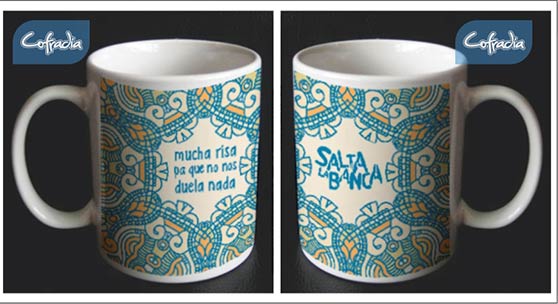 Cofradia
mucha risa
pa que no nos
duela nada
Cofradia
SALTA
LA BANCA